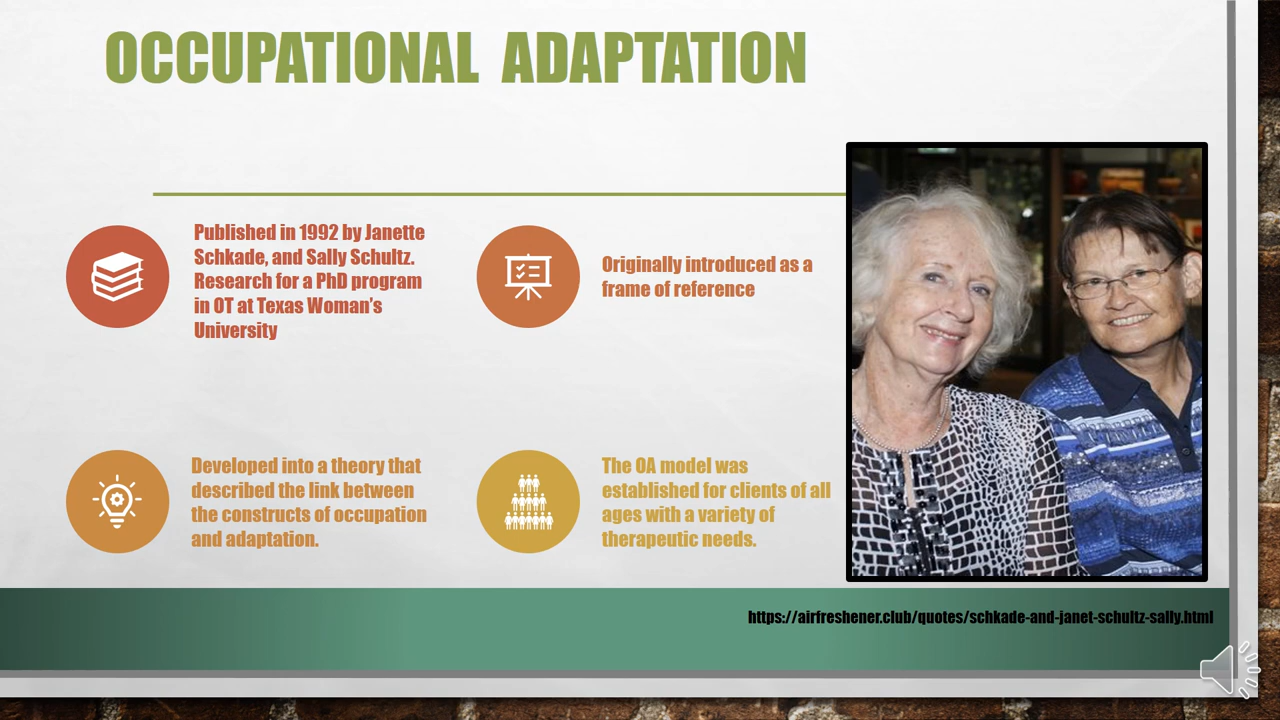 OCCUPATIONAL ADAPTATION
Published in 1992 by Janette
Schkade, and Sally Schultz.
Research for a PhD program
in OT at Texas Woman's
University
Originally introduced as a
frame of reference
Developed into a theory that
described the link between
the constructs of occupation
and adaptation.
The OA model was
established for clients of all
ages with a variety of
therapeutic needs.
https://airfreshener.club/quotes/schkade-and-janet-schultz-sally.html